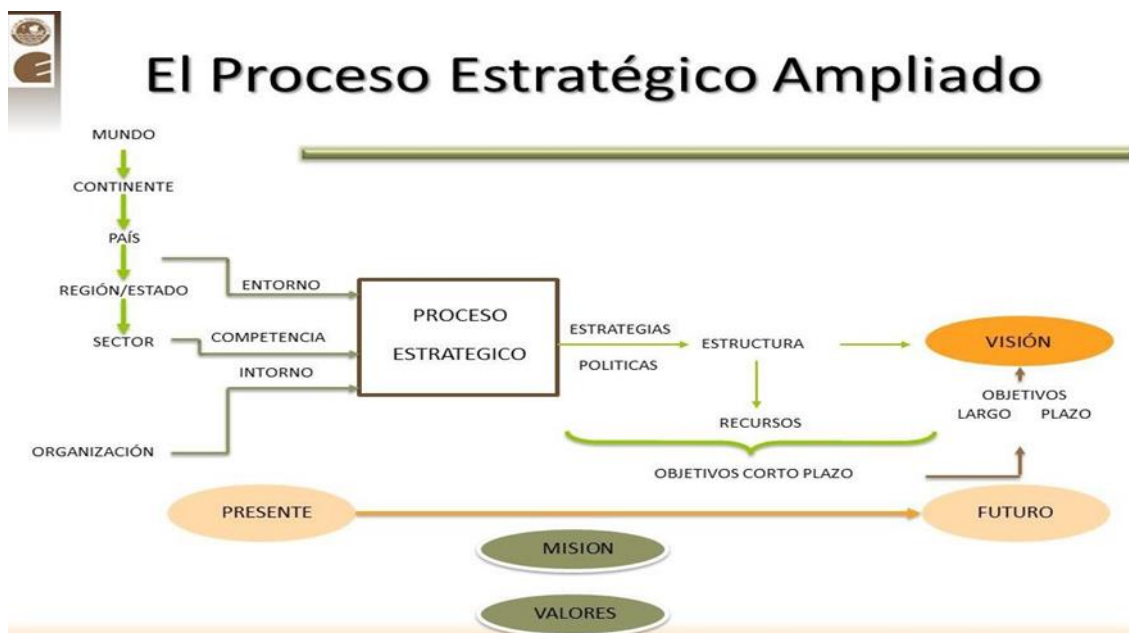 El Proceso Estratégico Ampliado
MUNDO
CONTINENTE
PAÍS
REGIÓN/ESTADO
SECTOR
ORGANIZACIÓN
ENTORNO
COMPETENCIA
INTORNO
PROCESO
ESTRATEGICO
ESTRATEGIAS
POLITICAS
ESTRUCTURA
RECURSOS
OBJETIVOS CORTO PLAZO
VISIÓN
OBJETIVOS
LARGO PLAZO
PRESENTE
FUTURO
MISION
VALORES